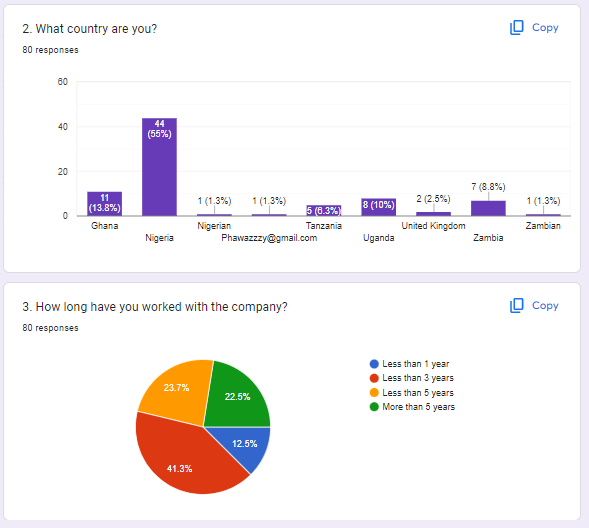 2. What country are you?
Copy
80 responses
60
40
20
0
11
(13.8%)
44
(55%)
1 (1.3%)
1 (1.3%)
5 (6.3%)
8 (10%)
2 (2.5%)
7 (8.8%)
1 (1.3%)
Ghana
Nigeria
Nigerian
Phawazzzy@gmail.com
Tanzania
Uganda
United Kingdom
Zambia
Zambian
3. How long have you worked with the company?
Copy
80 responses
23.7%
22.5%
12.5%
41.3%
Less than 1 year
Less than 3 years
Less than 5 years
More than 5 years